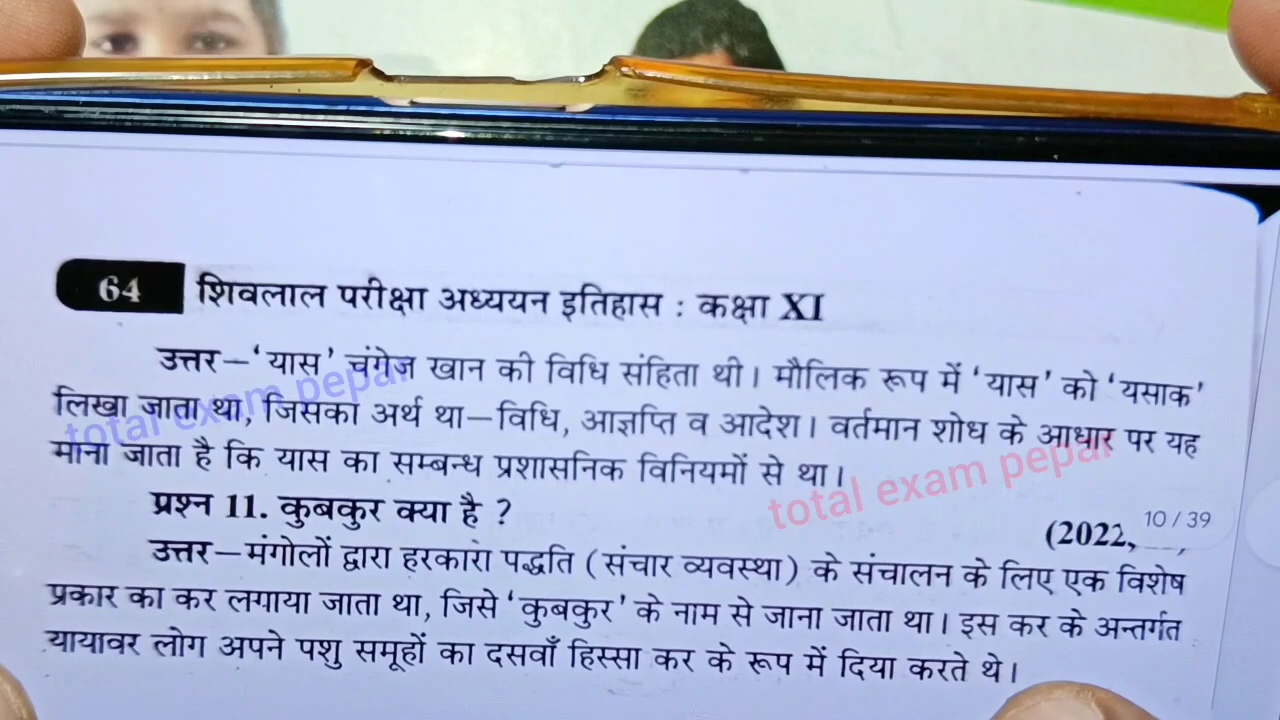 64 शिवलाल परीक्षा अध्ययन इतिहास : कक्षा XI
उत्तर–'यास' चंगेज खान की विधि संहिता थी। मौलिक रूप में 'यास' को 'यसाक'
लिखा जाता था, जिसका अर्थ था–विधि, आज्ञप्ति व आदेश। वर्तमान शोध के आधार पर यह
माना जाता है कि यास का सम्बन्ध प्रशासनिक विनियमों से था।
total exam pepar
total exam pepar
प्रश्न 11. कुबकुर क्या है ?
(2022,
10 / 39
उत्तर–मंगोलों द्वारा हरकारा पद्धति (संचार व्यवस्था) के संचालन के लिए एक विशेष
प्रकार का कर लगाया जाता था, जिसे 'कुबकुर' के नाम से जाना जाता था। इस कर के अन्तर्गत
यायावर लोग अपने पशु समूहों का दसवाँ हिस्सा कर के रूप में दिया करते थे।